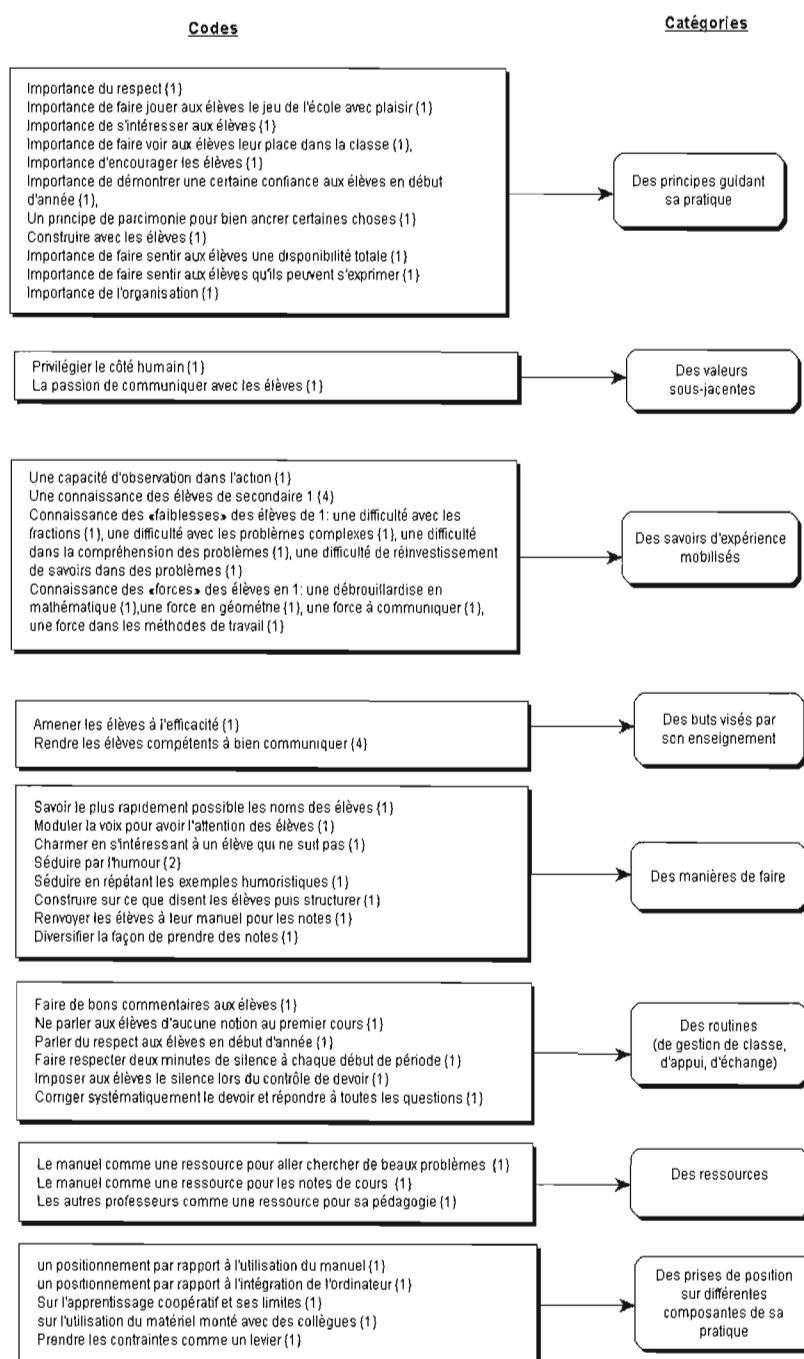 Codes
Catégories
Importance du respect {1}
Importance de faire jouer aux élèves le jeu de l'école avec plaisir {1}
Importance de s'intéresser aux élèves {1}
Importance de faire voir aux élèves leur place dans la classe {1},
Importance d'encourager les élèves {1}
Importance de démontrer une certaine confiance aux élèves en début
d'année {1},
Un principe de parcimonie pour bien ancrer certaines choses {1}
Construire avec les élèves {1}
Importance de faire sentir aux élèves une disponibilité totale {1}
Importance de faire sentir aux élèves qu'ils peuvent s'exprimer {1}
Importance de l'organisation {1}
Des principes guidant
sa pratique
Privilégier le côté humain {1}
La passion de communiquer avec les élèves {1}
Des valeurs
sous-jacentes
Une capacité d'observation dans l'action {1}
Une connaissance des élèves de secondaire 1 {4}
Connaissance des «faiblesses» des élèves de 1: une difficulté avec les
fractions {1}, une difficulté avec les problèmes complexes {1}, une difficulté
dans la compréhension des problèmes {1}, une difficulté de réinvestissement
de savoirs dans des problèmes {1}
Connaissance des «forces» des élèves en 1: une débrouillardise en
mathématique {1},une force en géométrie {1}, une force à communiquer {1},
une force dans les méthodes de travail {1}
Des savoirs d'expérience
mobilisés
Amener les élèves à l'efficacité {1}
Rendre les élèves compétents à bien communiquer {4}
Des buts visés par
son enseignement
Savoir le plus rapidement possible les noms des élèves {1}
Moduler la voix pour avoir l'attention des élèves {1}
Charmer en s'intéressant à un élève qui ne suit pas {1}
Séduire par l'humour {2}
Séduire en répétant les exemples humoristiques {1}
Construire sur ce que disent les élèves puis structurer {1}
Renvoyer les élèves à leur manuel pour les notes {1}
Diversifier la façon de prendre des notes {1}
Des manières de faire
Faire de bons commentaires aux élèves {1}
Ne parler aux élèves d'aucune notion au premier cours {1}
Parler du respect aux élèves en début d'année {1}
Faire respecter deux minutes de silence à chaque début de période {1}
Imposer aux élèves le silence lors du contrôle de devoir {1}
Corriger systématiquement le devoir et répondre à toutes les questions {1}
Des routines
(de gestion de classe,
d'appui, d'échange)
Le manuel comme une ressource pour aller chercher de beaux problèmes {1}
Le manuel comme une ressource pour les notes de cours {1}
Les autres professeurs comme une ressource pour sa pédagogie {1}
Des ressources
un positionnement par rapport à l'utilisation du manuel {1}
un positionnement par rapport à l'intégration de l'ordinateur {1}
Sur l'apprentissage coopératif et ses limites {1}
sur l'utilisation du matériel monté avec des collègues {1}
Prendre les contraintes comme un levier {1}
Des prises de position
sur différentes
composantes de sa
pratique